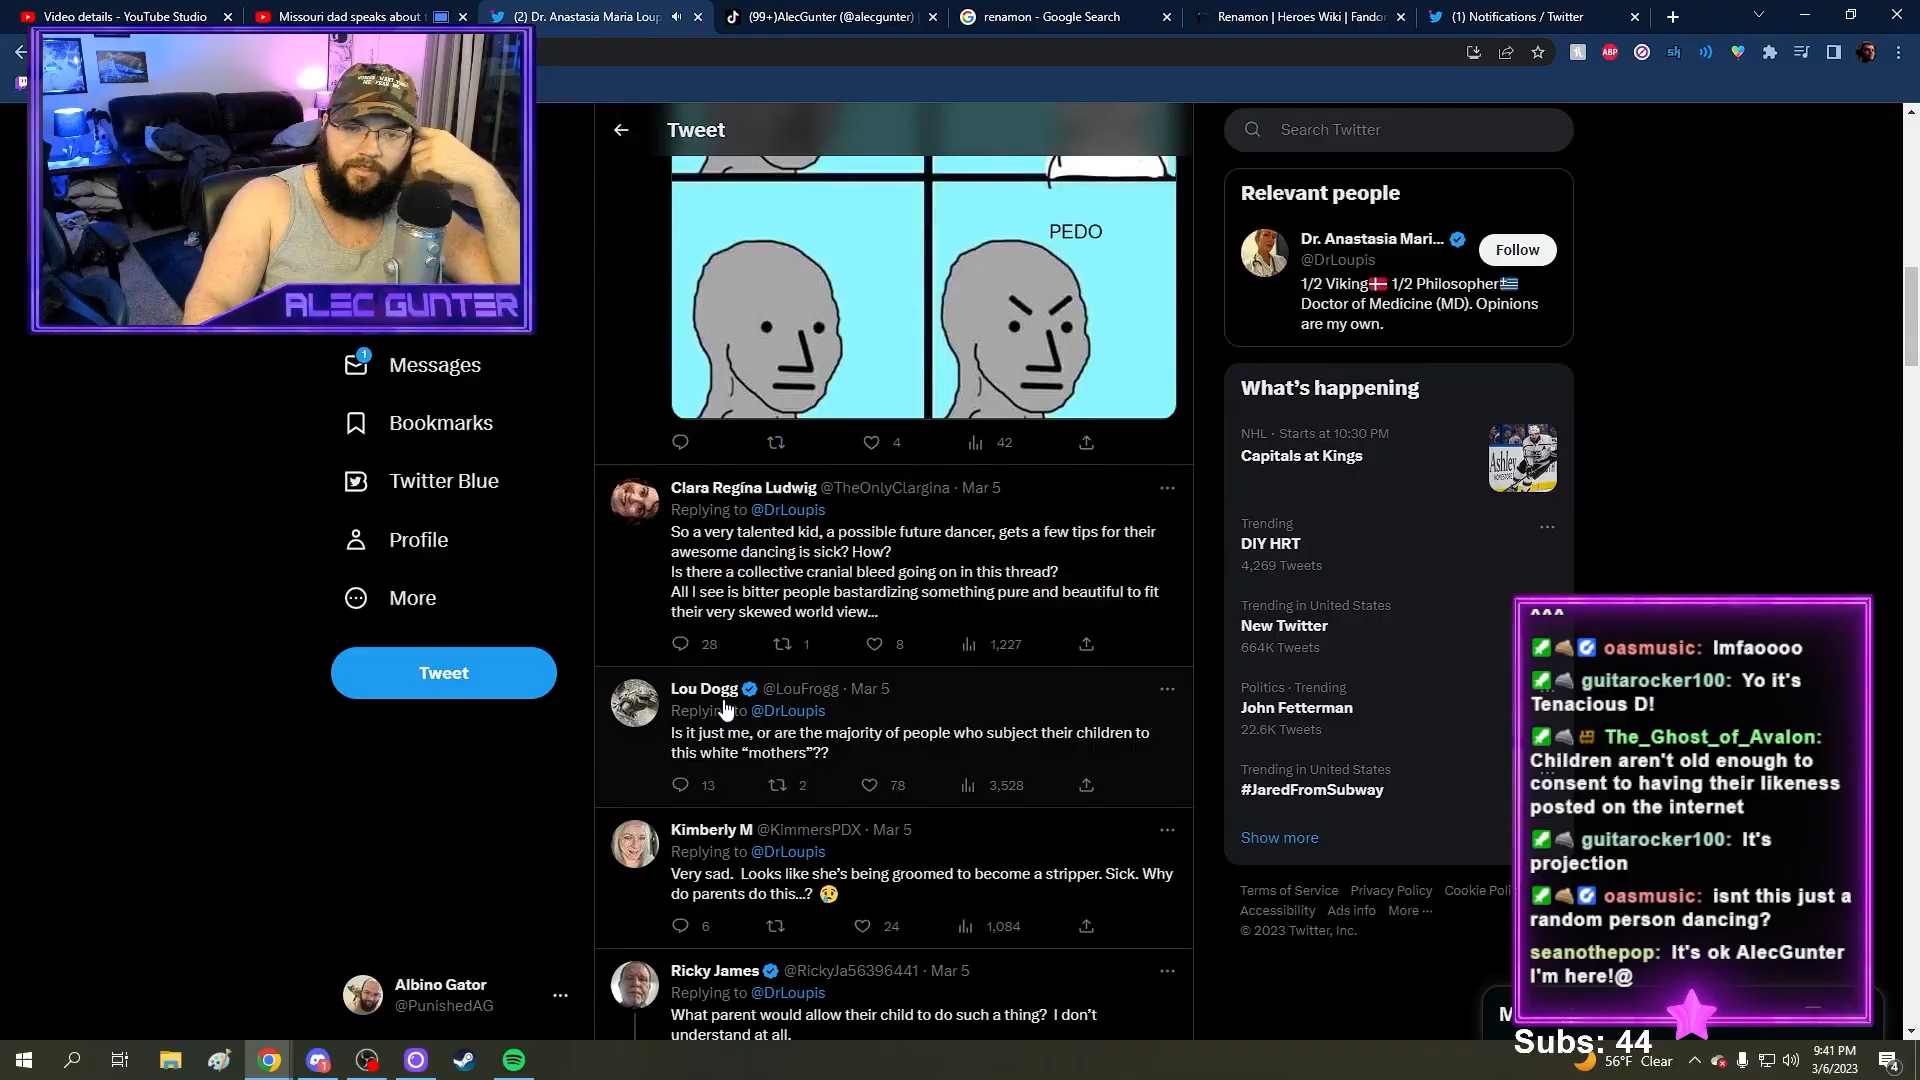 Video details - YouTube Studio
Missouri dad speaks about t
(2) Dr. Anastasia Maria Loup
(99+)AlecGunter (@alecgunter)
renamon - Google Search
Renamon | Heroes Wiki | Fando
(1) Notifications / Twitter
ABP
ALEC GUNTER
Messages
1
Bookmarks
Twitter Blue
Profile
More
Tweet
Albino Gator
@PunishedAG
Tweet
PEDO
4
42
Clara Regína Ludwig @TheOnlyClargina · Mar 5
Replying to @DrLoupis
So a very talented kid, a possible future dancer, gets a few tips for their
awesome dancing is sick? How?
Is there a collective cranial bleed going on in this thread?
All I see is bitter people bastardizing something pure and beautiful to fit
their very skewed world view...
28
1
8
1,227
Lou Dogg @LouFrogg · Mar 5
Replying to @DrLoupis
Is it just me, or are the majority of people who subject their children to
this white “mothers”??
13
2
78
3,528
Kimberly M @KimmersPDX · Mar 5
Replying to @DrLoupis
Very sad.  Looks like she’s being groomed to become a stripper. Sick. Why
do parents do this...? 😢
6
24
1,084
Ricky James @RickyJa56396441 · Mar 5
Replying to @DrLoupis
What parent would allow their child to do such a thing?  I don’t
understand at all.
Search Twitter
Relevant people
Dr. Anastasia Mari...
@DrLoupis
Follow
1/2 Viking🇩🇰 1/2 Philosopher🇬🇷
Doctor of Medicine (MD). Opinions
are my own.
What’s happening
NHL · Starts at 10:30 PM
Capitals at Kings
Ashley
Trending
DIY HRT
4,269 Tweets
Trending in United States
New Twitter
664K Tweets
Politics · Trending
John Fetterman
22.6K Tweets
Trending in United States
#JaredFromSubway
Show more
Terms of Service  Privacy Policy  Cookie Poli
Accessibility  Ads info  More ···
© 2023 Twitter, Inc.
oasmusic: lmfaoooo
guitarocker100: Yo it's
Tenacious D!
The_Ghost_of_Avalon:
Children aren't old enough to
consent to having their likeness
posted on the internet
guitarocker100: It's
projection
oasmusic: isnt this just a
random person dancing?
seanothepop: It's ok AlecGunter
I'm here!@
Subs: 44
56°F Clear
9:41 PM
3/6/2023
4